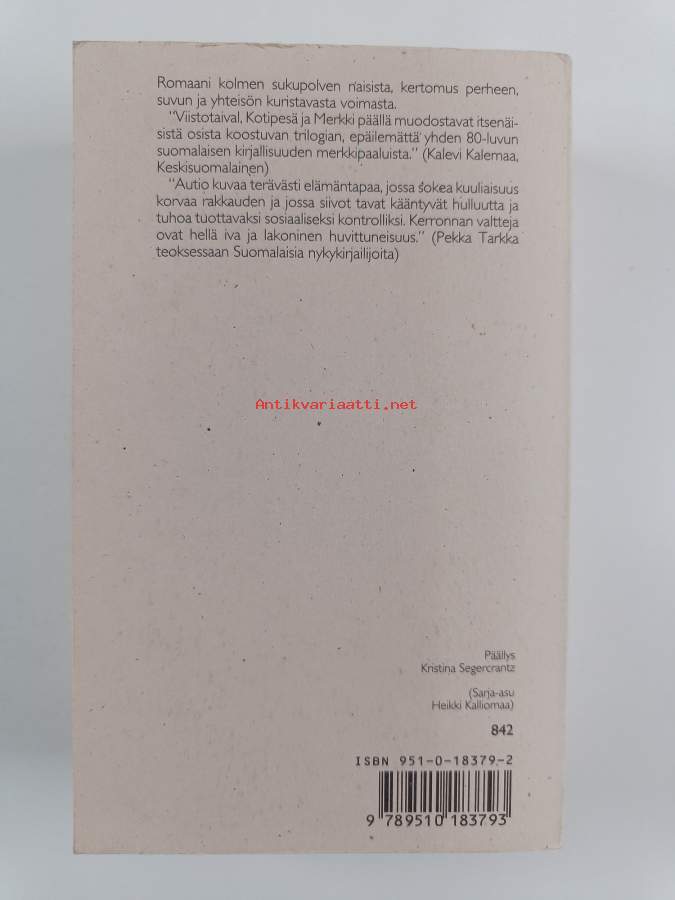 Romaani kolmen sukupolven naisista, kertomus perheen,
suvun ja yhteisön kuristavasta voimasta.
"Viistotaival, Kotipesä ja Merkki päällä muodostavat itsenäi-
sistä osista koostuvan trilogian, epäilemättä yhden 80-luvun
suomalaisen kirjallisuuden merkkipaaluista." (Kalevi Kalemaa,
Keskisuomalainen)
"Autio kuvaa terävästi elämäntapaa, jossa sokea kuuliaisuus
korvaa rakkauden ja jossa siivot tavat kääntyvät hulluutta ja
tuhoa tuottavaksi sosiaaliseksi kontrolliksi. Kerronnan valtteja
ovat hellä iva ja lakoninen huvittuneisuus." (Pekka Tarkka
teoksessaan Suomalaisia nykykirjailijoita)
Antikvariaatti.net
Päällys
Kristina Segercrantz
(Sarja-asu
Heikki Kalliomaa)
842
ISBN 951-0-18379-2
9 789510 183793